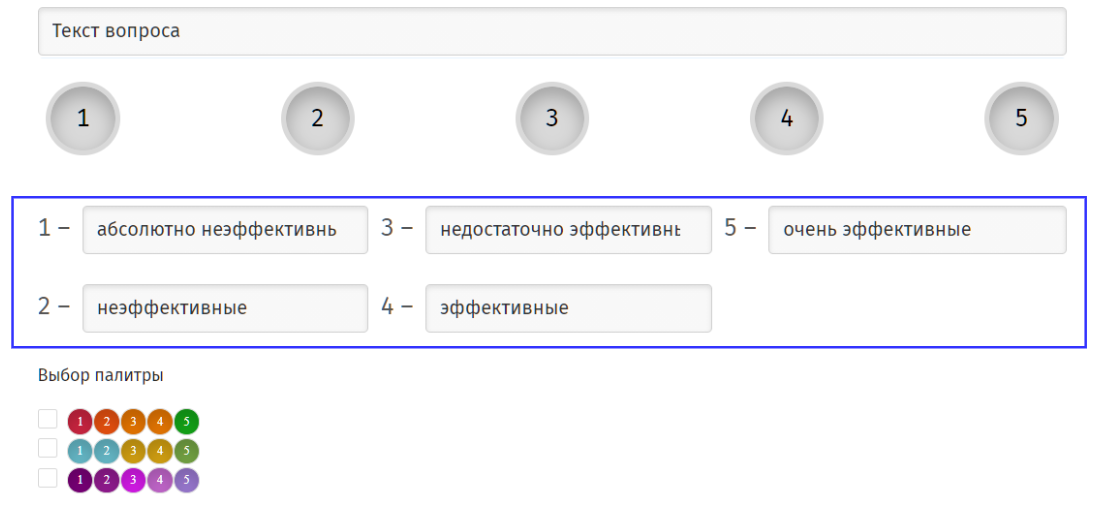 Текст вопроса
1 2 3 4 5
1 – абсолютно неэффективнь 3 – недостаточно эффективнь 5 – очень эффективные
2 – неэффективные 4 – эффективные
Выбор палитры
1 2 3 4 5
1 2 3 4 5
1 2 3 4 5